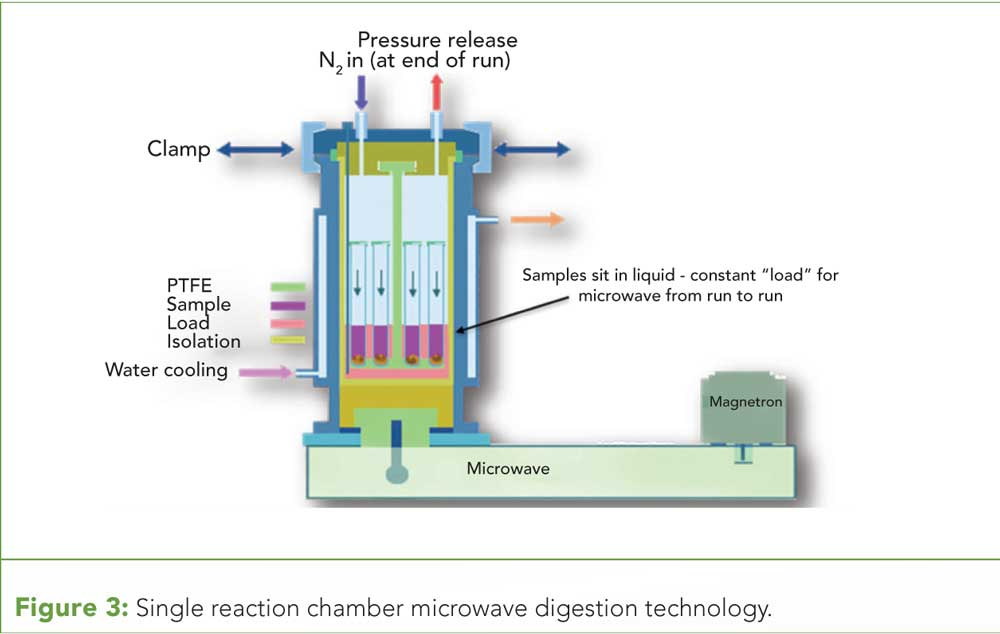 Pressure release
N2 in (at end of run)
Clamp
Samples sit in liquid - constant “load” for
microwave from run to run
PTFE
Sample
Load
Isolation
Water cooling
Magnetron
Microwave
Figure 3: Single reaction chamber microwave digestion technology.